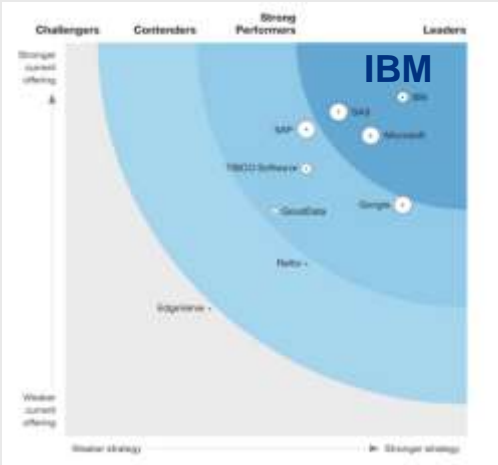 Challengers
Contenders
Strong
Performers
Leaders
Stronger
current
offering
IBM
IBM
SAS
SAP
Microsoft
TIBCO Software
GoodData
Google
EdgeVerve
Weaker
current
offering
Weaker strategy
Stronger strategy